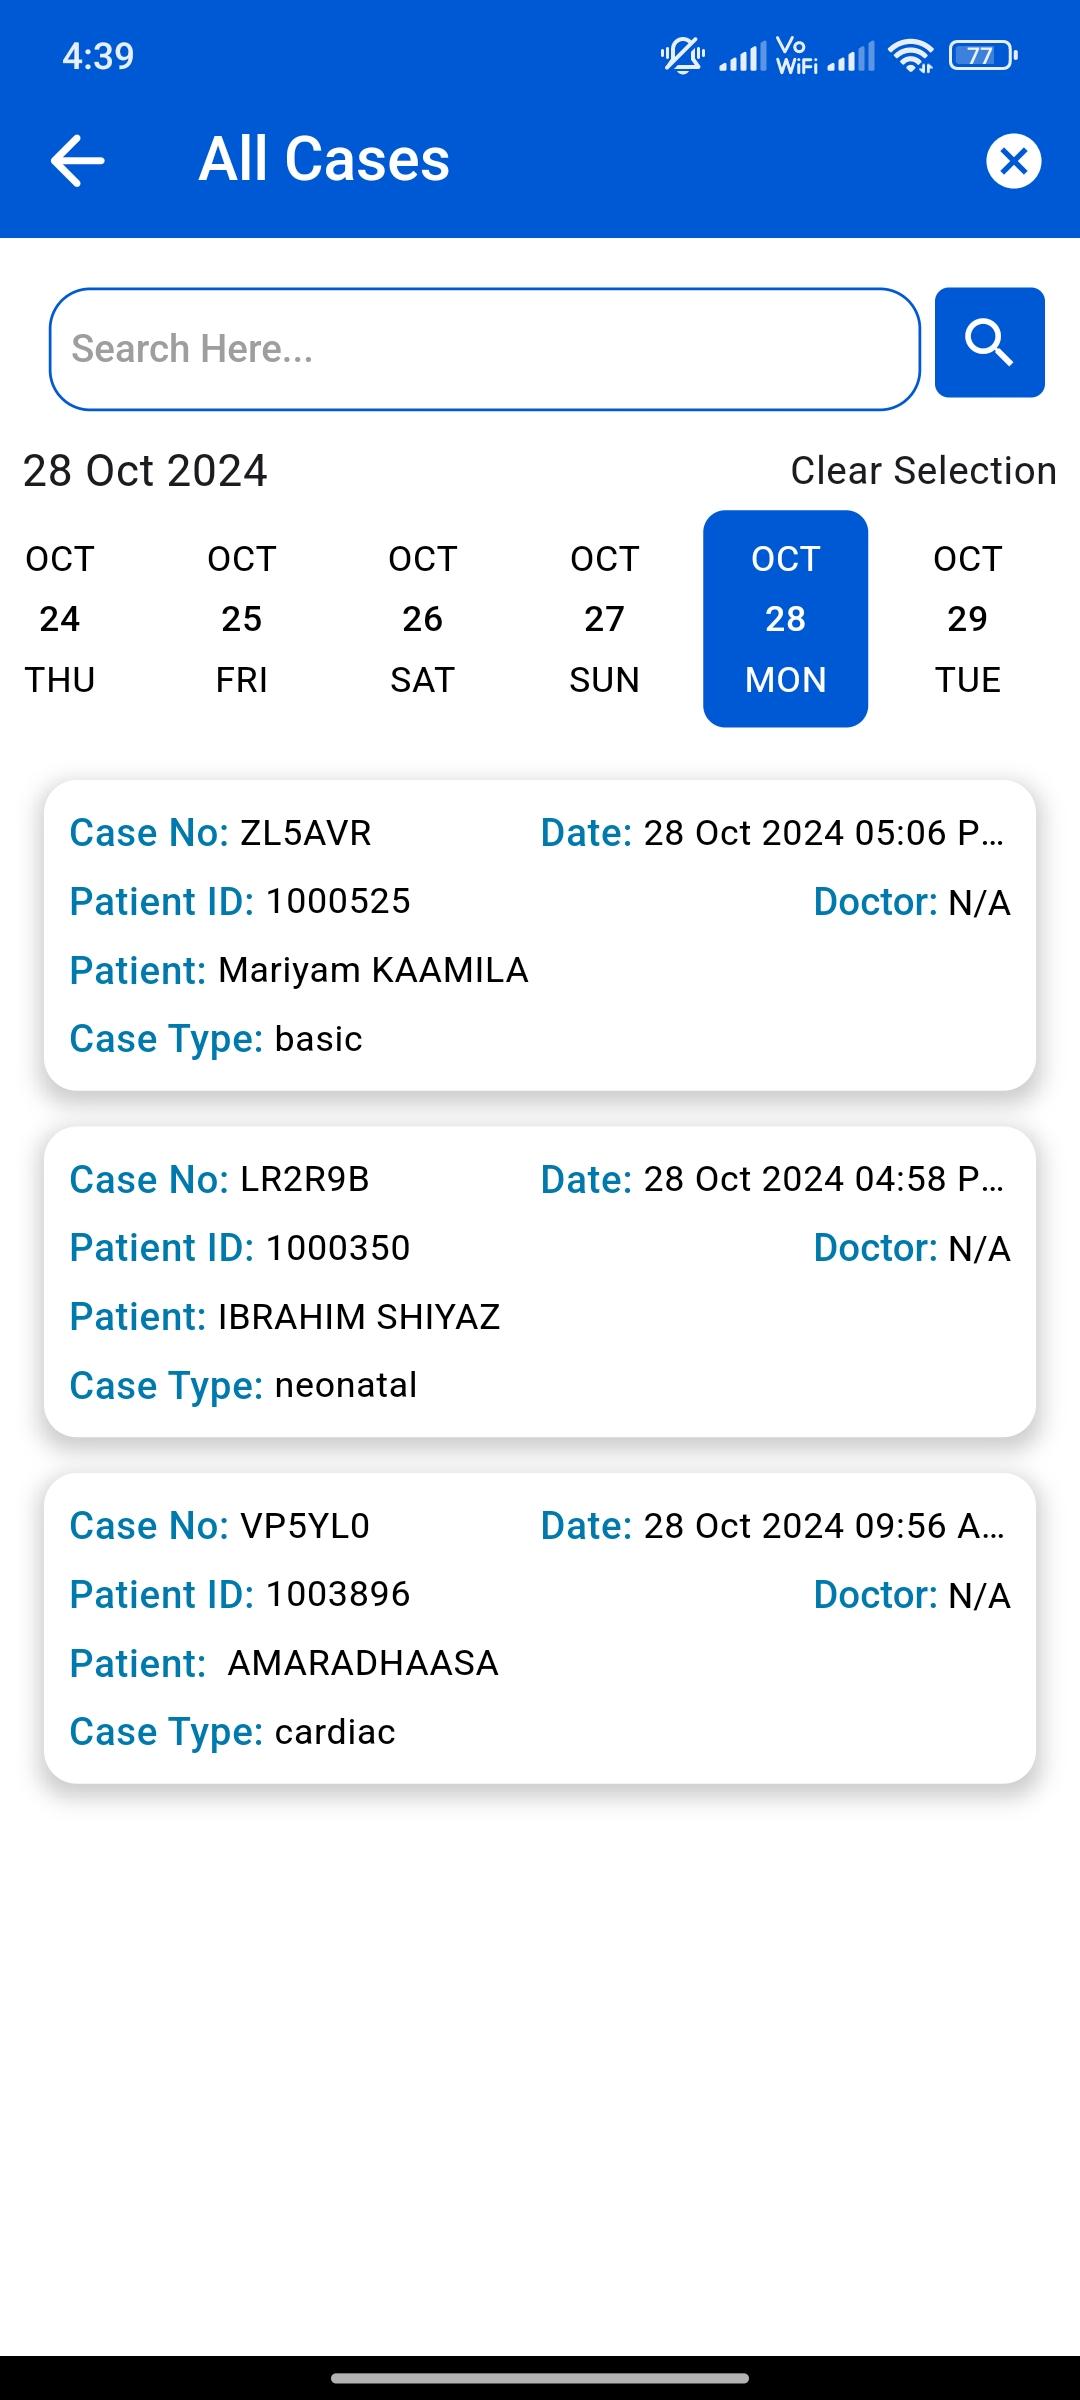 4:39
Vo WiFi 77
All Cases
Search Here...
28 Oct 2024 Clear Selection
OCT OCT OCT OCT OCT OCT
24 25 26 27 28 29
THU FRI SAT SUN MON TUE
Case No: ZL5AVR Date: 28 Oct 2024 05:06 P...
Patient ID: 1000525 Doctor: N/A
Patient: Mariyam KAAMILA
Case Type: basic
Case No: LR2R9B Date: 28 Oct 2024 04:58 P...
Patient ID: 1000350 Doctor: N/A
Patient: IBRAHIM SHIYAZ
Case Type: neonatal
Case No: VP5YL0 Date: 28 Oct 2024 09:56 A...
Patient ID: 1003896 Doctor: N/A
Patient: AMARADHAASA
Case Type: cardiac